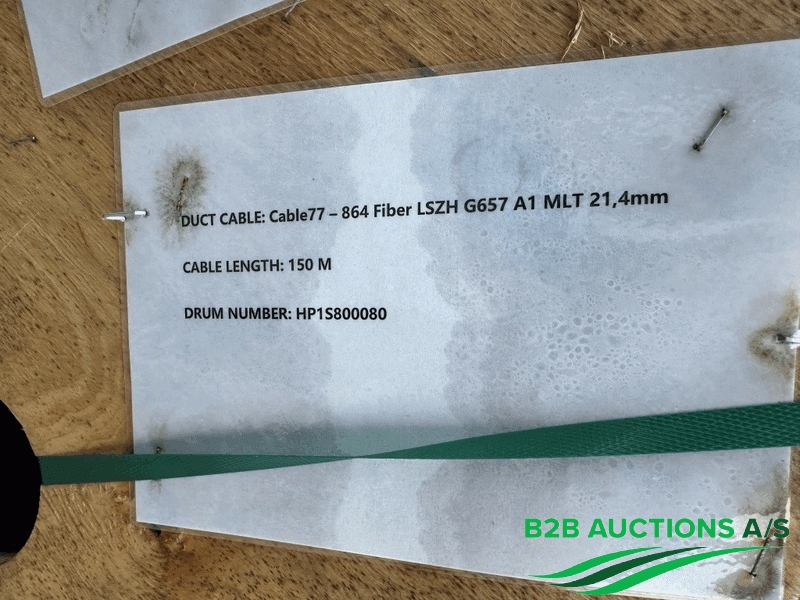 DUCT CABLE: Cable77 – 864 Fiber LSZH G657 A1 MLT 21,4mm
CABLE LENGTH: 150 M
DRUM NUMBER: HP1S800080
B2B AUCTIONS A/S